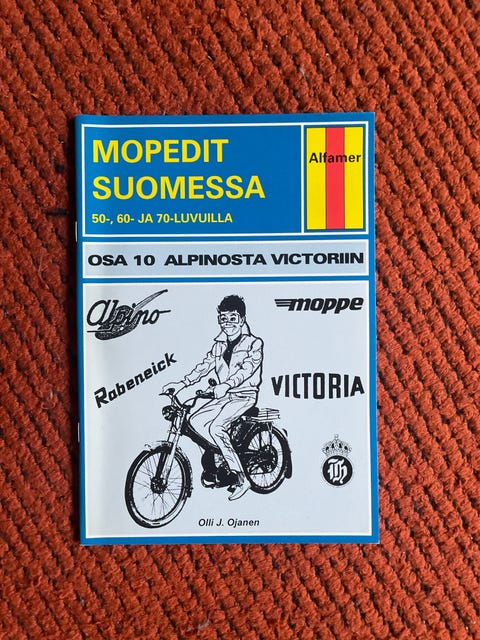 MOPEDIT
SUOMESSA
50-, 60- JA 70-LUVUILLA
Alfamer
OSA 10 ALPINOSTA VICTORIIN
Alpino
moppe
Rabeneick
VICTORIA
Olli J. Ojanen